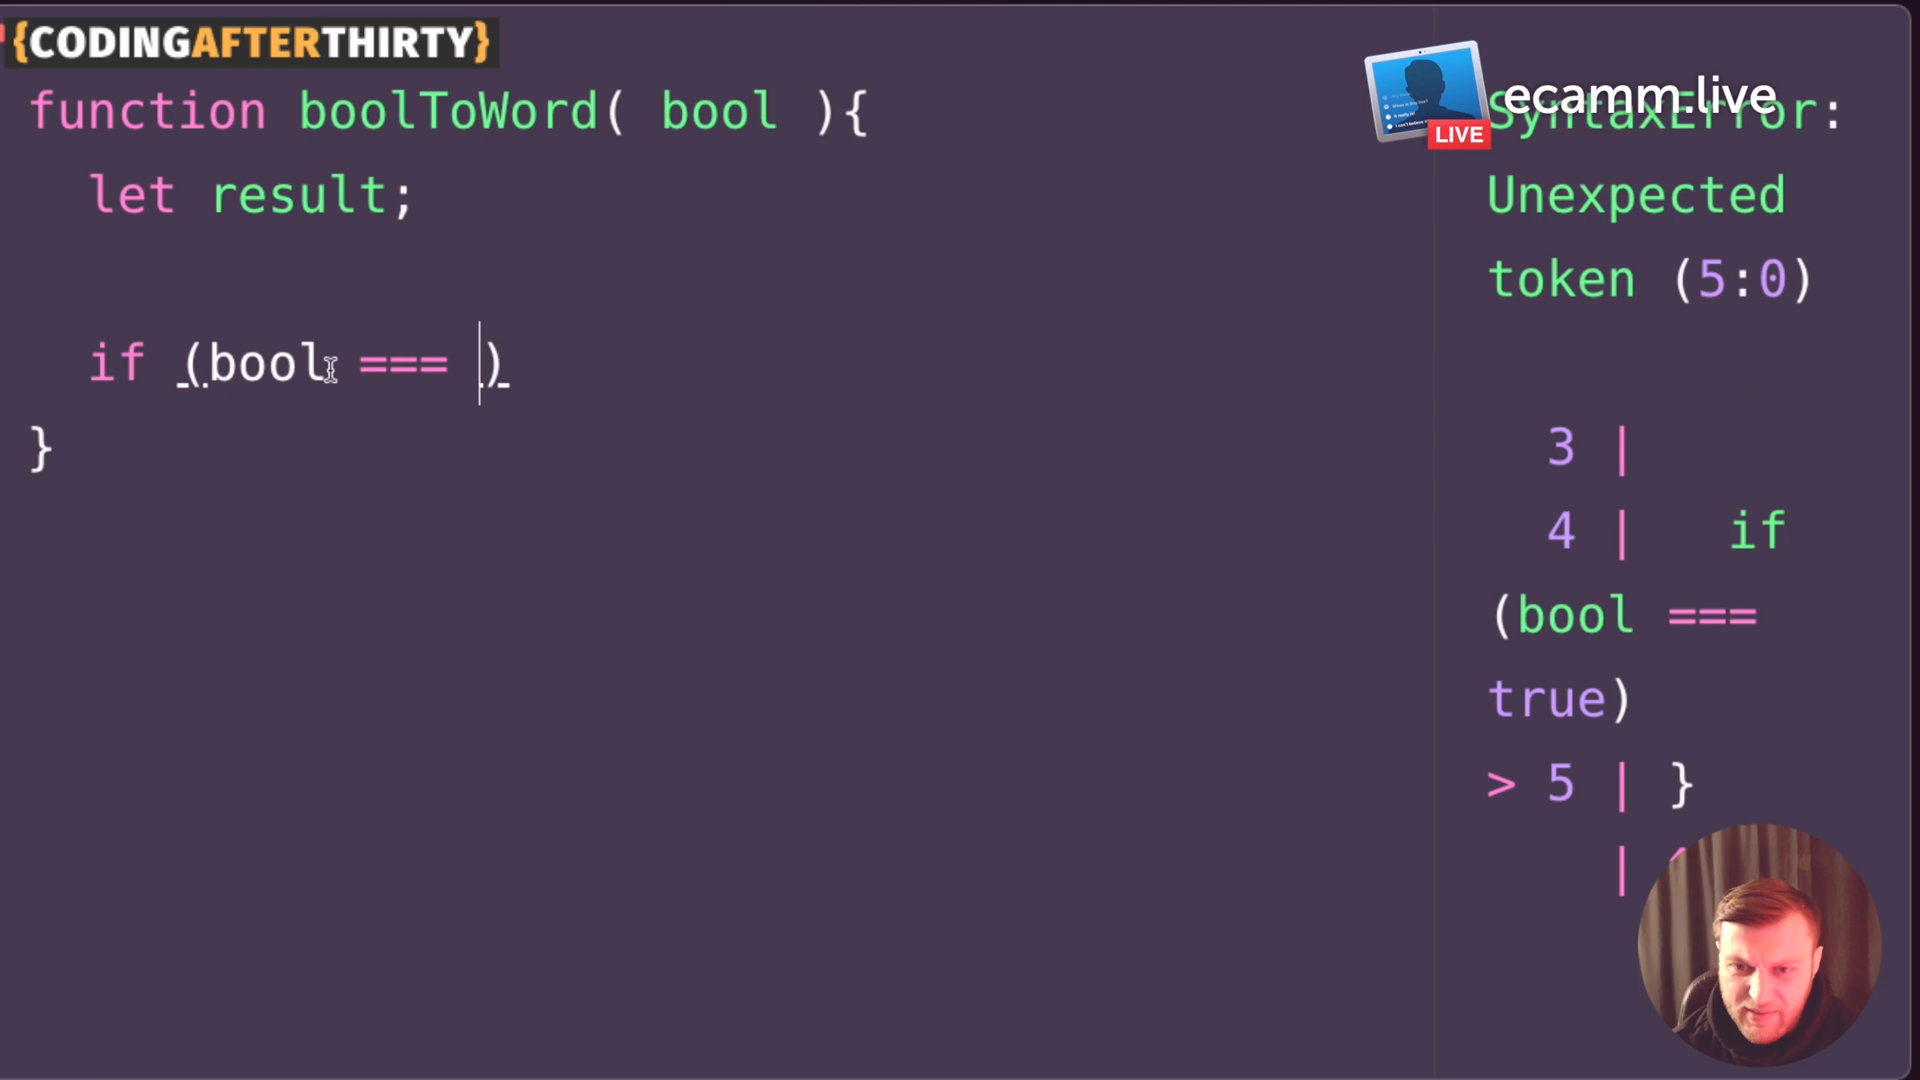 {CODINGAFTERTHIRTY}
function boolToWord( bool ){
  let result;
  if (bool === )
}
ecamm.live
LIVE
SyntaxError:
Unexpected
token (5:0)
3 |
4 |   if
(bool ===
true)
> 5 | }
|